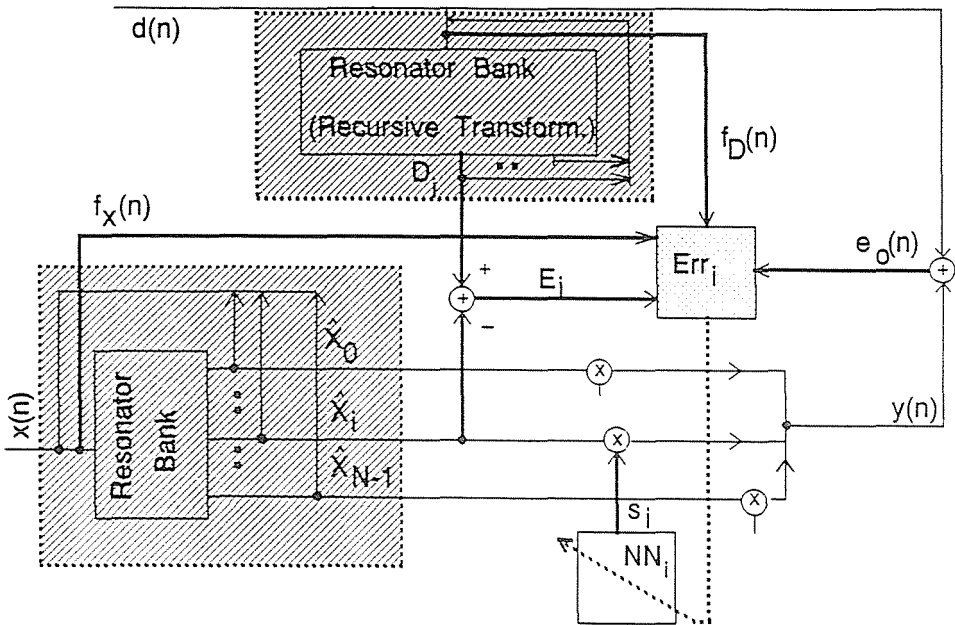 d(n)
Resonator Bank
(Recursive Transform.)
D_i
f_D(n)
f_x(n)
e_o(n)
Err_i
E_i
+
+
−
+
x(n)
Resonator
Bank
X̂_0
X̂_i
X̂_N-1
x
x
x
y(n)
s_i
NN_i